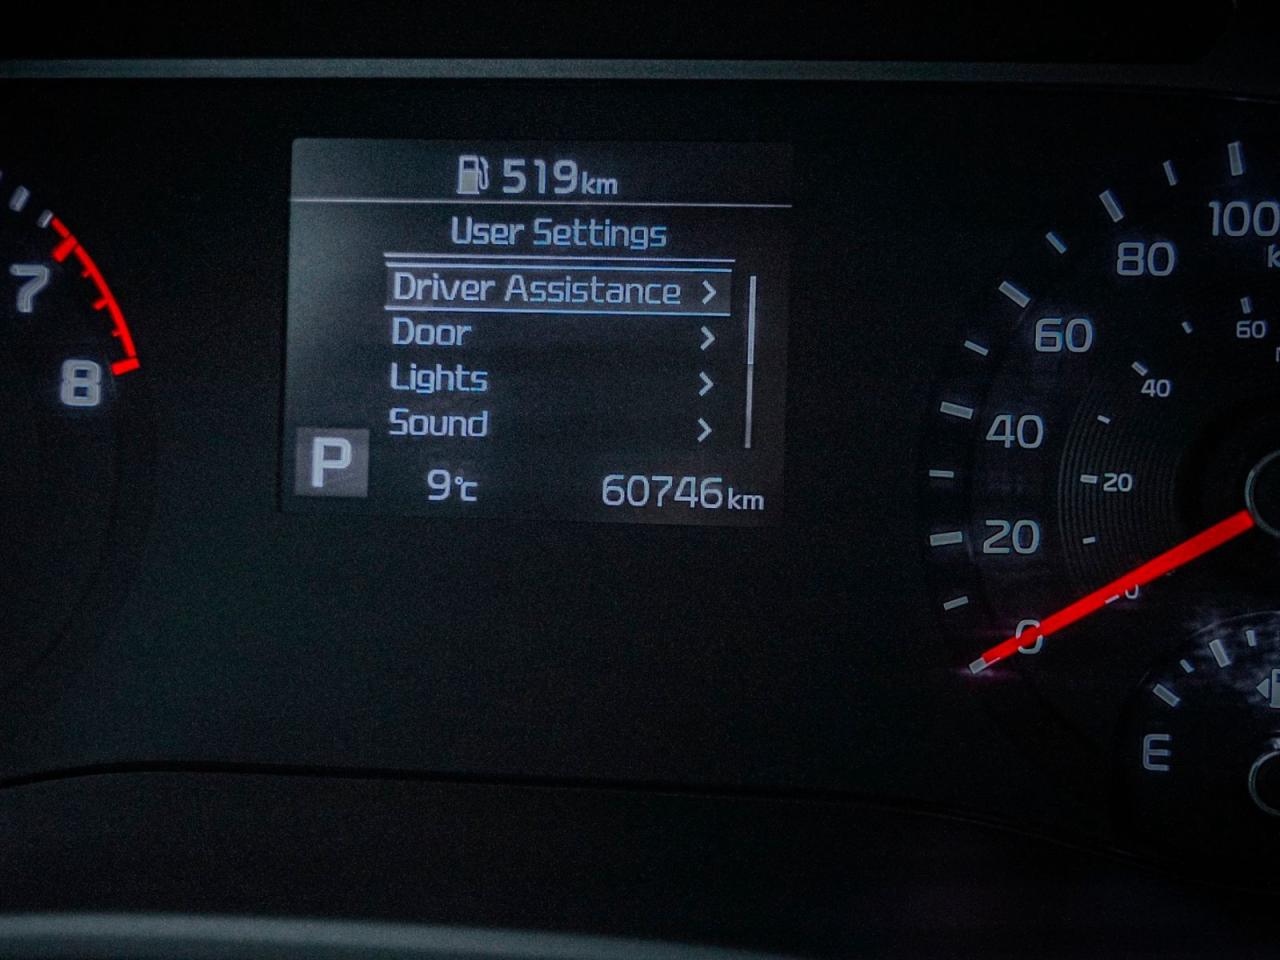 519km
User Settings
Driver Assistance >
Door >
Lights >
Sound >
P
9°C
60746km
7
8
100
80
60
40
20
0
60
40
20
0
E